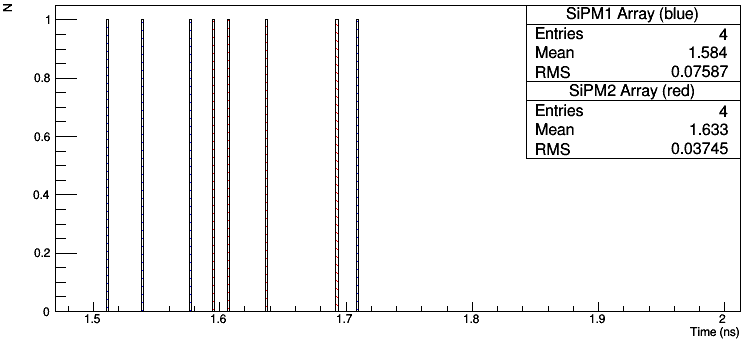 N
SiPM1 Array (blue)
Entries 4
Mean 1.584
RMS 0.07587
SiPM2 Array (red)
Entries 4
Mean 1.633
RMS 0.03745
1
0.8
0.6
0.4
0.2
0
1.5 1.6 1.7 1.8 1.9 2
Time (ns)